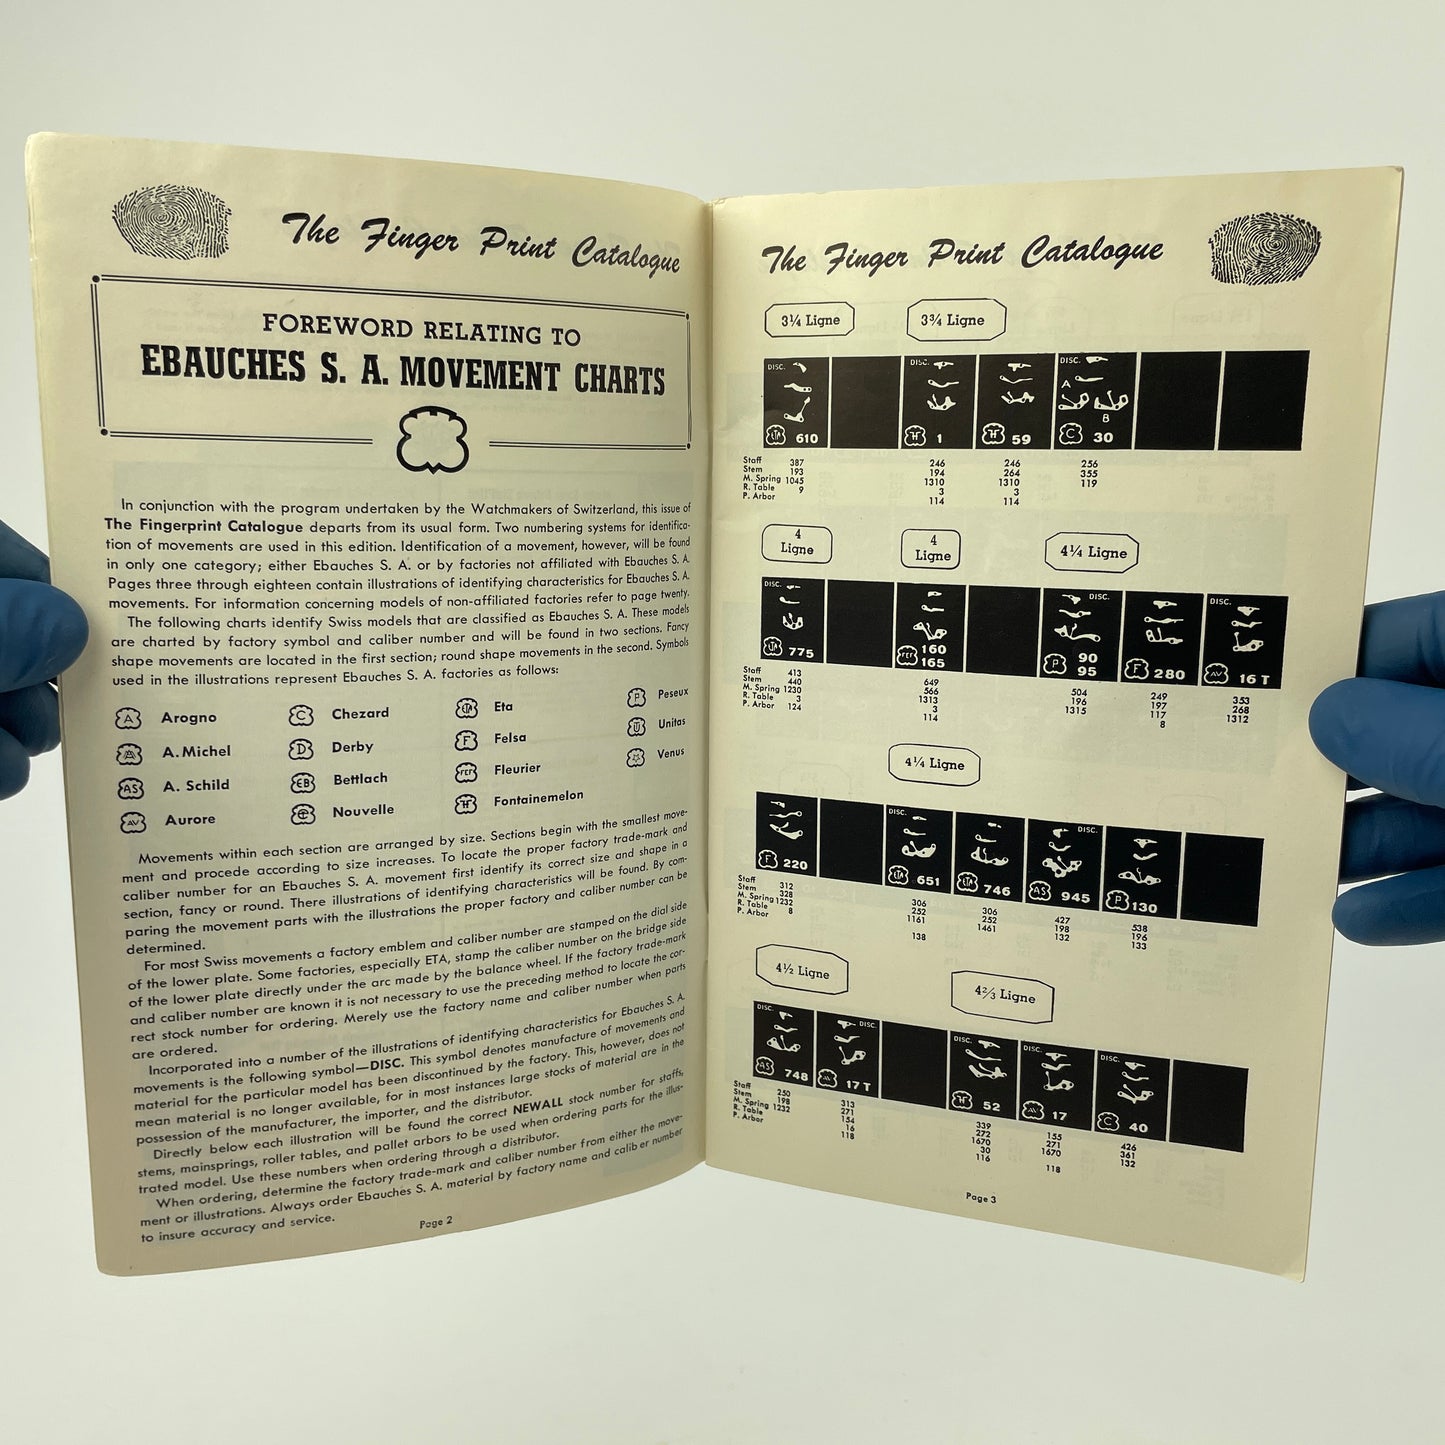 The Finger Print Catalogue
FOREWORD RELATING TO
EBAUCHES S. A. MOVEMENT CHARTS
In conjunction with the program undertaken by the Watchmakers of Switzerland, this issue of
The Fingerprint Catalogue departs from its usual form. Two numbering systems for identifica-
tion of movements are used in this edition. Identification of a movement, however, will be found
in only one category; either Ebauches S. A. or by factories not affiliated with Ebauches S. A.
Pages three through eighteen contain illustrations of identifying characteristics for Ebauches S. A.
movements. For information concerning models of non-affiliated factories refer to page twenty.
The following charts identify Swiss models that are classified as Ebauches S. A. These models
are charted by factory symbol and caliber number and will be found in two sections. Fancy
shape movements are located in the first section; round shape movements in the second. Symbols
used in the illustrations represent Ebauches S. A. factories as follows:
A Arogno C Chezard ETA Eta P Peseux
A. Michel D Derby F Felsa U Unitas
AS A. Schild EB Bettlach FEF Fleurier Venus
AV Aurore Nouvelle H Fontainemelon
Movements within each section are arranged by size. Sections begin with the smallest move-
ment and procede according to size increases. To locate the proper factory trade-mark and
caliber number for an Ebauches S. A. movement first identify its correct size and shape in a
section, fancy or round. There illustrations of identifying characteristics will be found. By com-
paring the movement parts with the illustrations the proper factory and caliber number can be
determined.
For most Swiss movements a factory emblem and caliber number are stamped on the dial side
of the lower plate. Some factories, especially ETA, stamp the caliber number on the bridge side
of the lower plate directly under the arc made by the balance wheel. If the factory trade-mark
and caliber number are known it is not necessary to use the preceding method to locate the cor-
rect stock number for ordering. Merely use the factory name and caliber number when parts
are ordered.
Incorporated into a number of the illustrations of identifying characteristics for Ebauches S. A.
movements is the following symbol—DISC. This symbol denotes manufacture of movements and
material for the particular model has been discontinued by the factory. This, however, does not
mean material is no longer available, for in most instances large stocks of material are in the
possession of the manufacturer, the importer, and the distributor.
Directly below each illustration will be found the correct NEWALL stock number for staffs,
stems, mainsprings, roller tables, and pallet arbors to be used when ordering parts for the illus-
trated model. Use these numbers when ordering through a distributor.
When ordering, determine the factory trade-mark and caliber number from either the move-
ment or illustrations. Always order Ebauches S. A. material by factory name and caliber number
to insure accuracy and service.
Page 2
The Finger Print Catalogue
3¼ Ligne 3¾ Ligne
DISC. DISC. DISC.
A
B
ETA 610 H 1 H 59 C 30
Staff 387 246 246 256
Stem 193 194 264 355
M. Spring 1045 1310 1310 119
R. Table 9 3 3
P. Arbor 114 114
4 Ligne 4 Ligne 4¼ Ligne
DISC. DISC. DISC.
ETA 775 FEF 160 165 P 90 95 F 280 AV 16 T
Staff 413 649 504 249 353
Stem 440 566 196 197 268
M. Spring 1230 1313 1315 117 1312
R. Table 3 3 8
P. Arbor 124 114
4¼ Ligne
DISC. DISC.
F 220 ETA 651 ETA 746 AS 945 P 130
Staff 312 306 306 427 538
Stem 328 252 252 198 196
M. Spring 1232 1161 1461 132 133
R. Table 8
P. Arbor 138
4½ Ligne 4⅔ Ligne
DISC. DISC. DISC. DISC. DISC.
AS 748 17 T H 52 AV 17 C 40
Staff 250 313 339 155 426
Stem 198 271 272 271 361
M. Spring 1232 154 1670 1670 132
R. Table 16 30
P. Arbor 118 116 118
Page 3